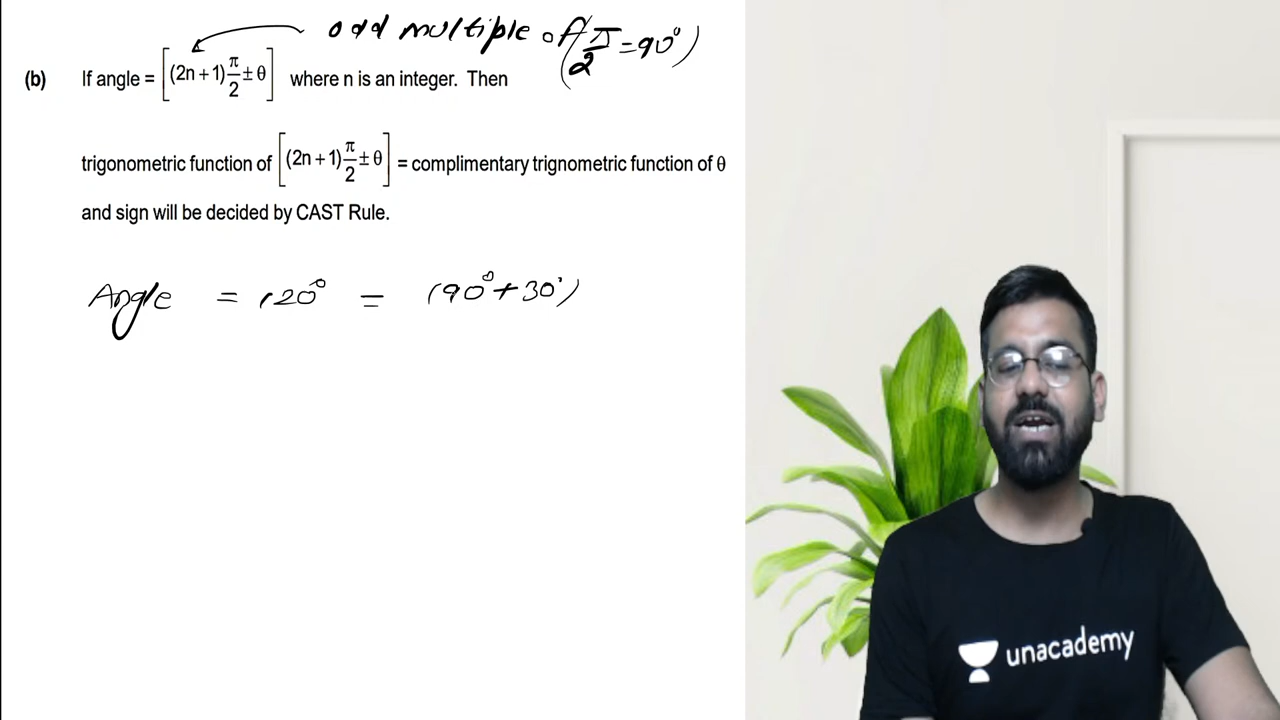 odd multiple of (π/2 = 90°)
(b) If angle = [(2n + 1) π/2 ± θ] where n is an integer. Then
trigonometric function of [(2n + 1) π/2 ± θ] = complimentary trignometric function of θ
and sign will be decided by CAST Rule.
Angle = 120° = (90° + 30°)
unacademy